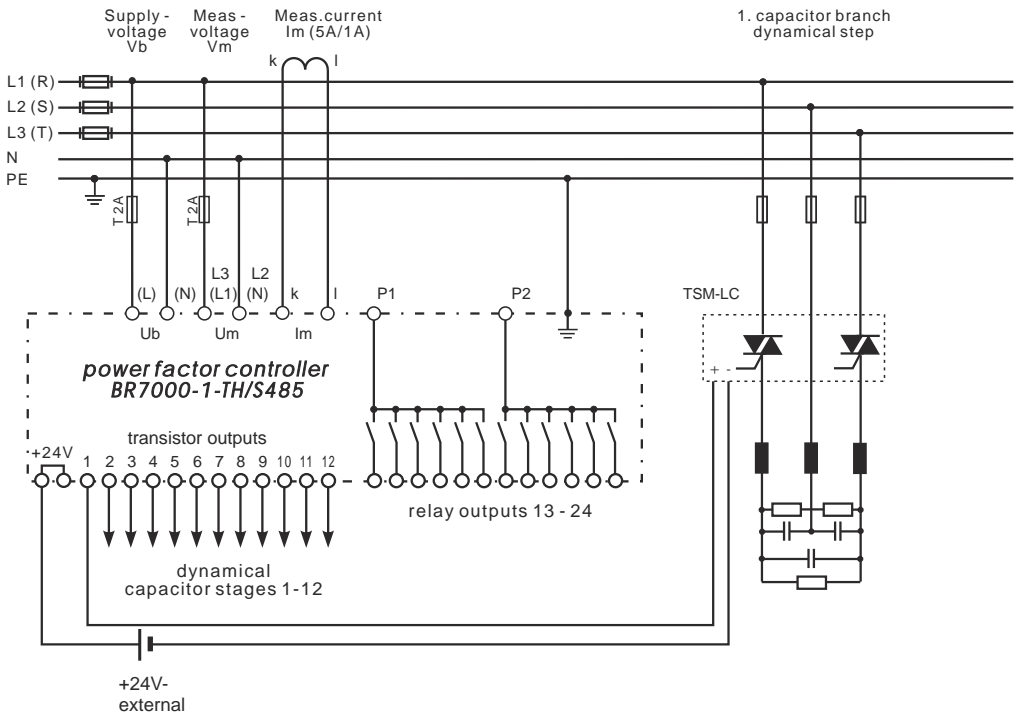 Supply - voltage Vb
Meas - voltage Vm
Meas.current Im (5A/1A)
1. capacitor branch dynamical step
k l
L1 (R)
L2 (S)
L3 (T)
N
PE
T 2A T 2A
L3 L2
(L) (N) (L1) (N) k l P1 P2 TSM-LC
Ub Um Im
power factor controller
BR7000-1-TH/S485
+ -
transistor outputs
+24V 1 2 3 4 5 6 7 8 9 10 11 12
relay outputs 13 - 24
dynamical
capacitor stages 1-12
+24V-
external